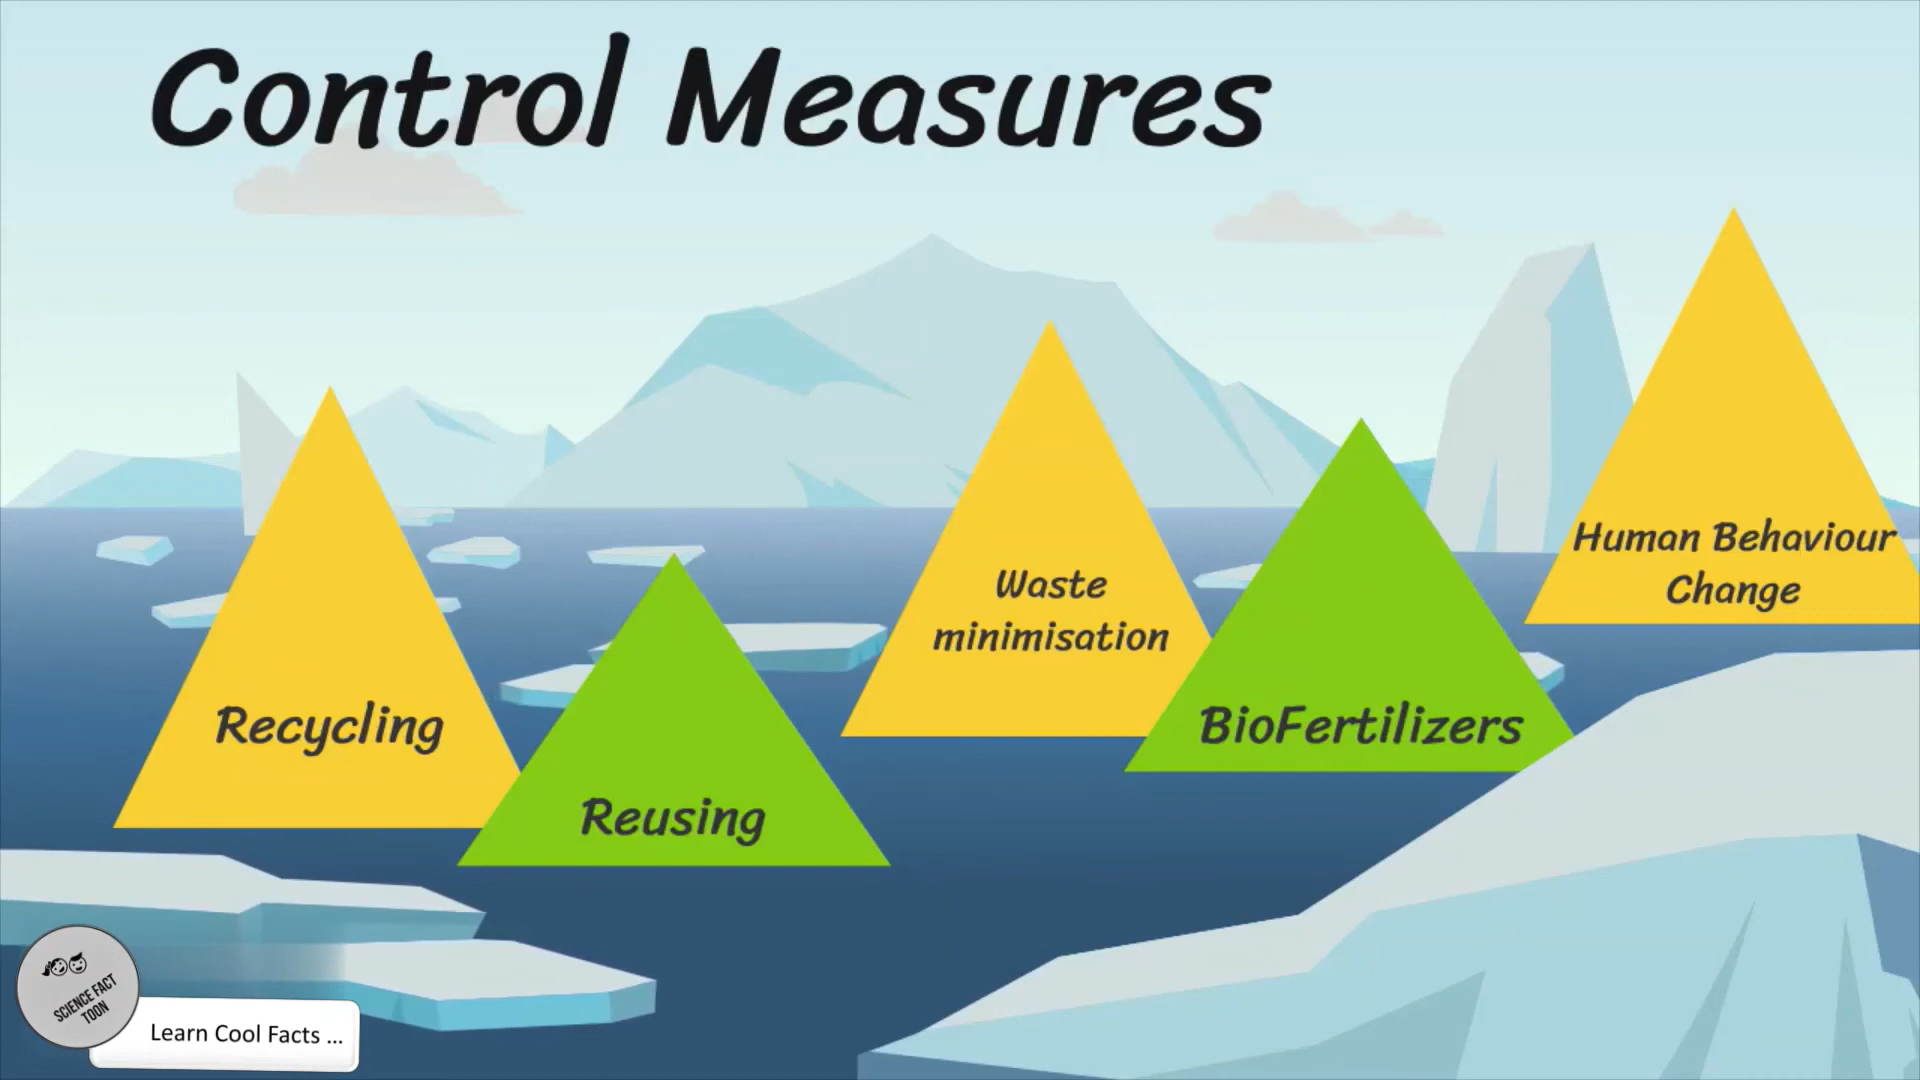 Control Measures
Recycling
Reusing
Waste
minimisation
BioFertilizers
Human Behaviour
Change
SCIENCE FACT
TOON
Learn Cool Facts ...